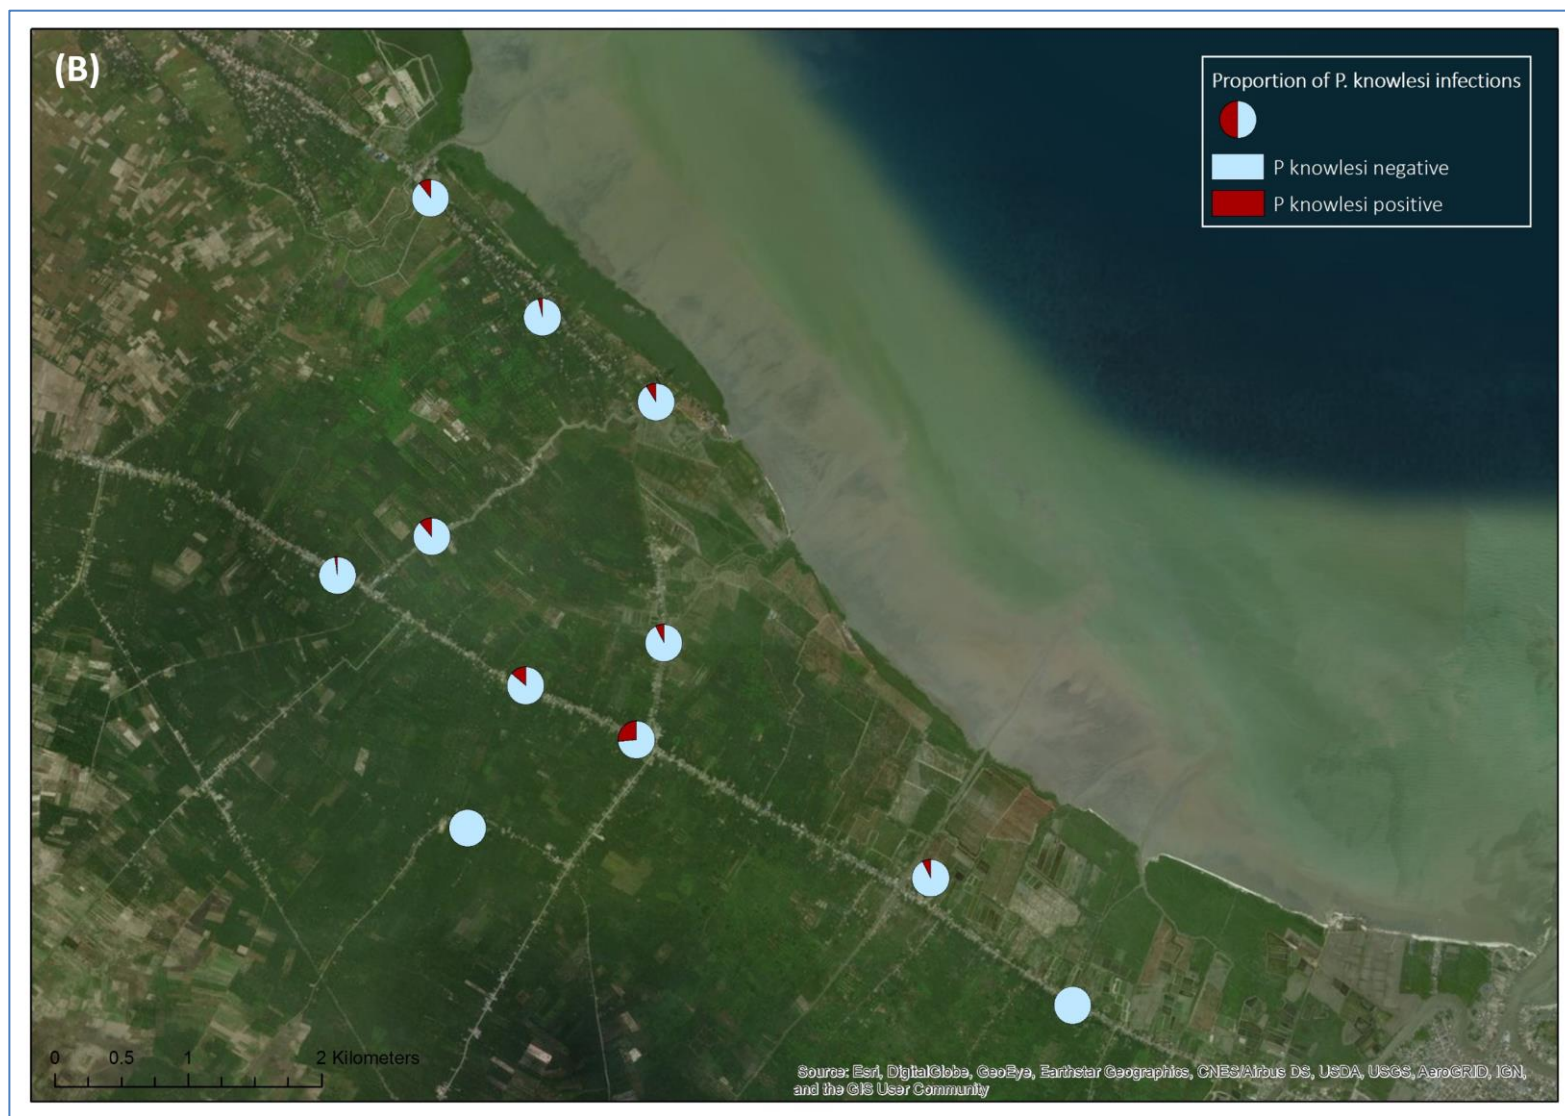 (B)
Proportion of P. knowlesi infections
P knowlesi negative
P knowlesi positive
0 0.5 1 2 Kilometers
Source: Esri, DigitalGlobe, GeoEye, Earthstar Geographics, CNES/Airbus DS, USDA, USGS, AeroGRID, IGN,
and the GIS User Community